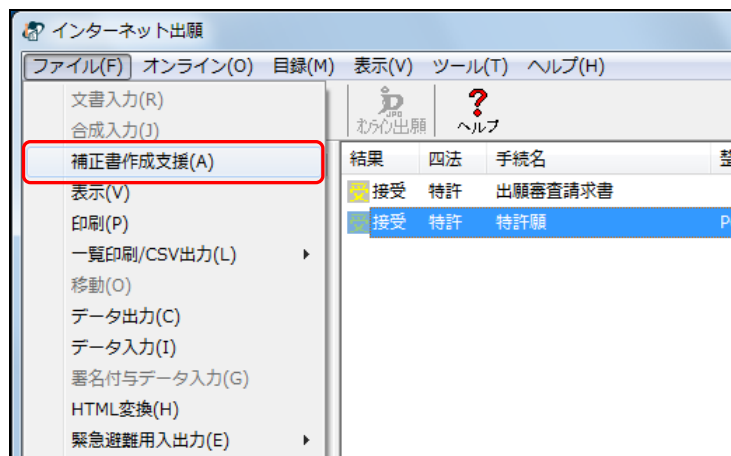 インターネット出願
ファイル(F) オンライン(O) 目録(M) 表示(V) ツール(T) ヘルプ(H)
文書入力(R)
合成入力(J)
補正書作成支援(A)
表示(V)
印刷(P)
一覧印刷/CSV出力(L)
移動(O)
データ出力(C)
データ入力(I)
署名付与データ入力(G)
HTML変換(H)
緊急避難用入出力(E)
JPO
オンライン出願 ヘルプ
結果 四法 手続名 整
受 接受 特許 出願審査請求書
受 接受 特許 特許願 P